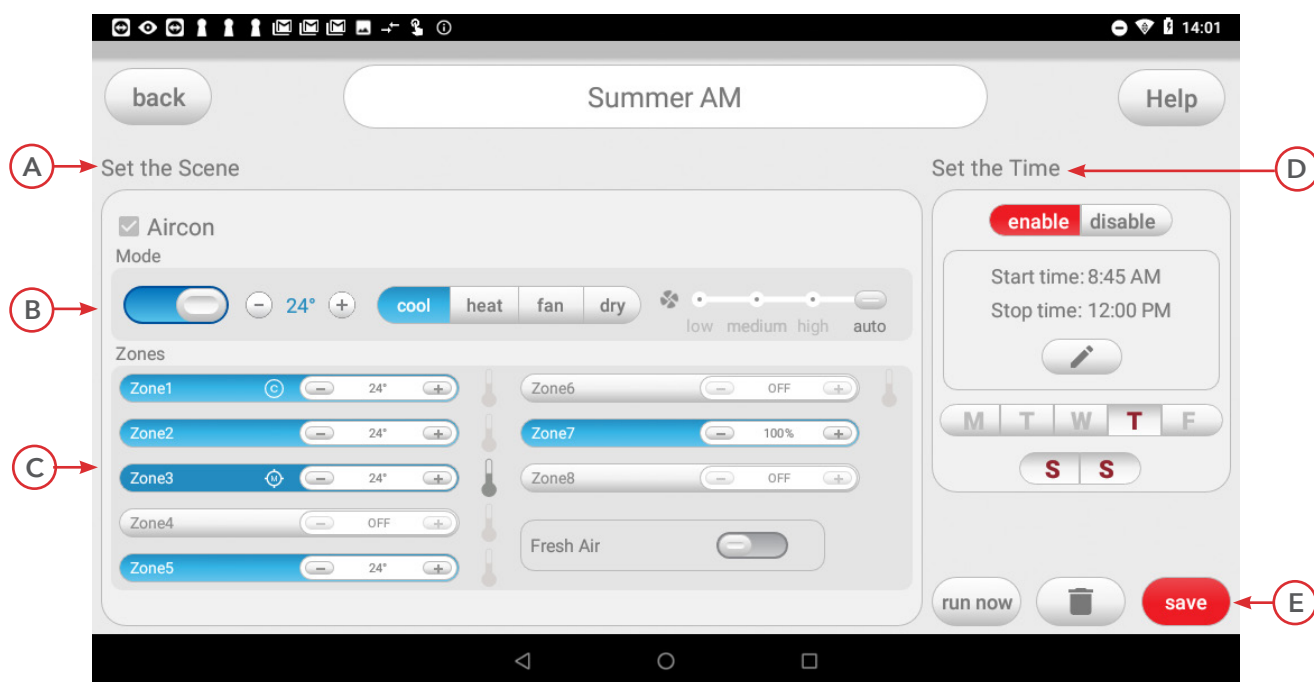 14:01
back
Summer AM
Help
A
Set the Scene
Set the Time
D
Aircon
enable disable
Mode
Start time: 8:45 AM
Stop time: 12:00 PM
B
- 24° +
cool heat fan dry
low medium high auto
Zones
Zone1 C - 24° +
Zone6 - OFF +
Zone2 - 24° +
Zone7 - 100% +
M T W T F
C
Zone3 M - 24° +
Zone8 - OFF +
S S
Zone4 - OFF +
Fresh Air
Zone5 - 24° +
run now
save
E